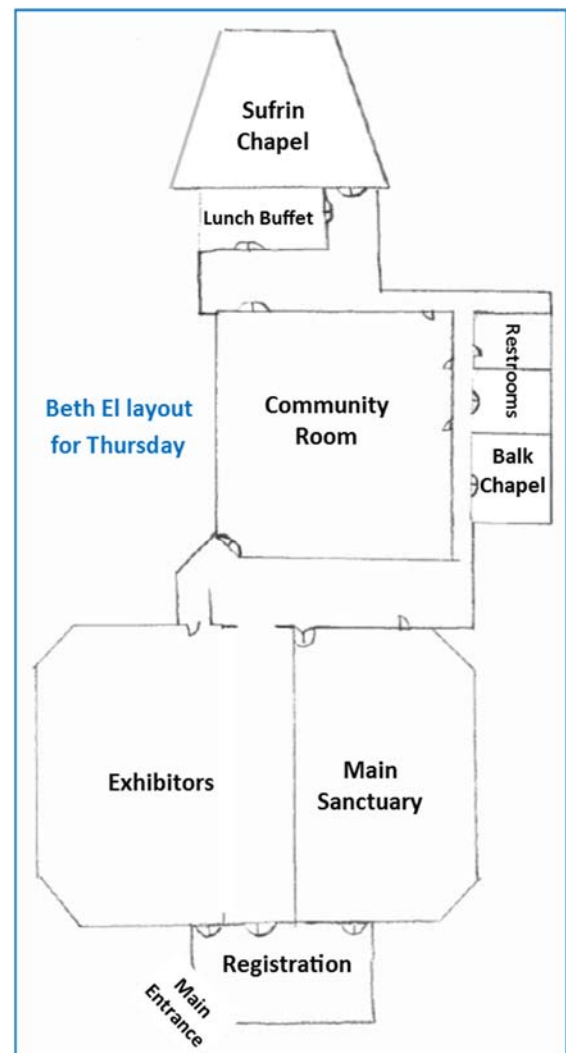 Sufrin
Chapel
Lunch Buffet
Restrooms
Beth El layout
for Thursday
Community
Room
Balk
Chapel
Exhibitors
Main
Sanctuary
Registration
Main
Entrance